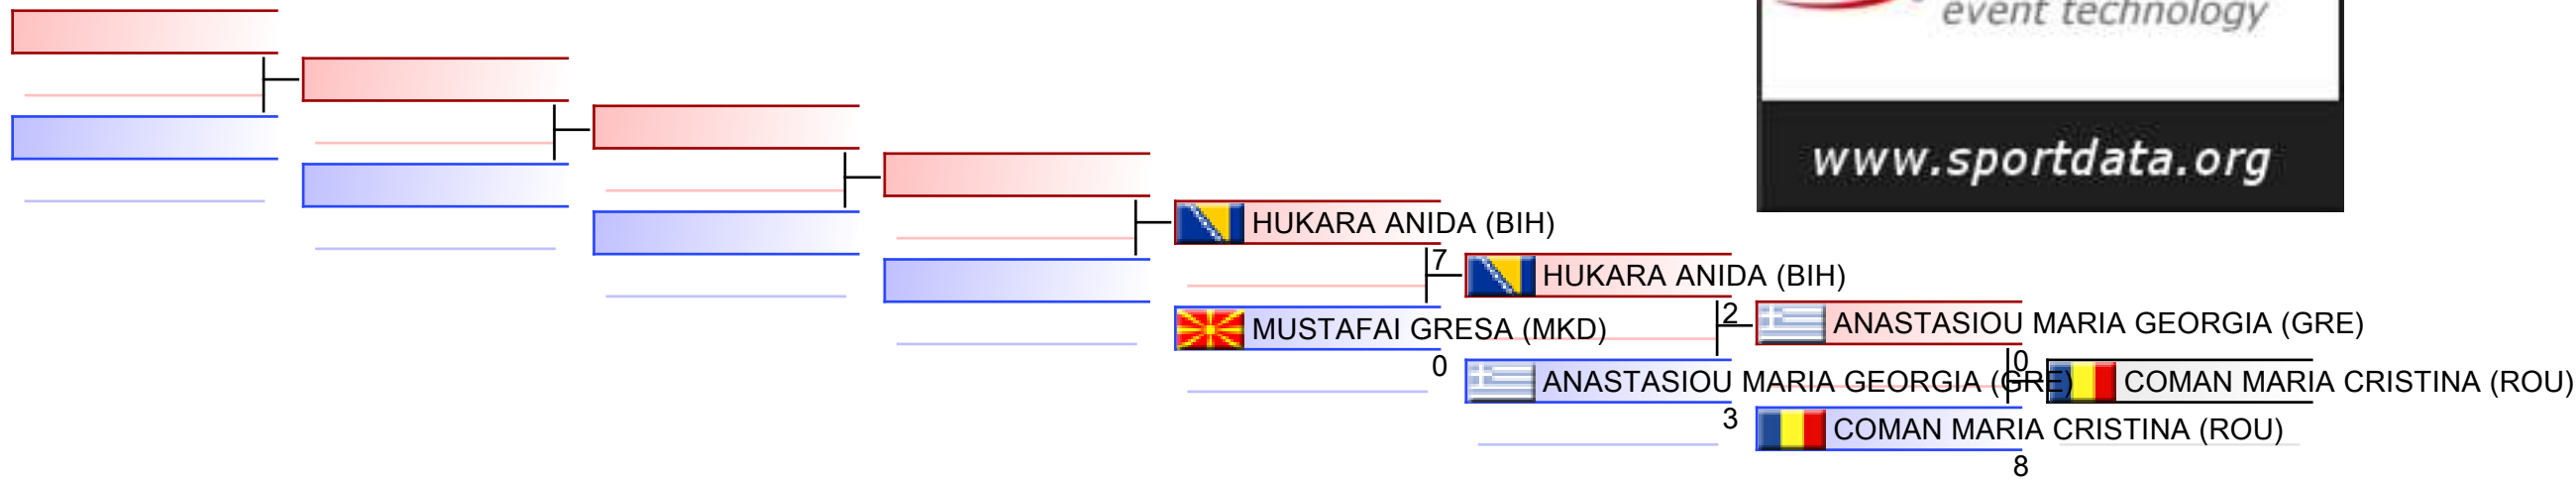 event technology
www.sportdata.org
HUKARA ANIDA (BIH)
7
HUKARA ANIDA (BIH)
2
MUSTAFAI GRESA (MKD)
0
ANASTASIOU MARIA GEORGIA (GRE)
0
ANASTASIOU MARIA GEORGIA (GRE)
3
COMAN MARIA CRISTINA (ROU)
COMAN MARIA CRISTINA (ROU)
8